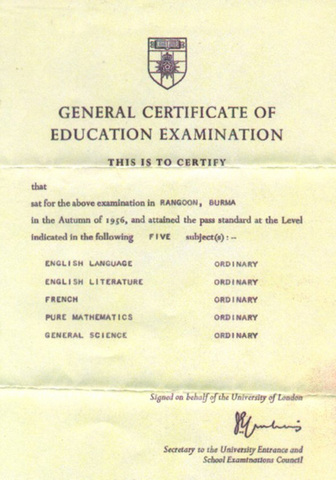 GENERAL CERTIFICATE OF
EDUCATION EXAMINATION
THIS IS TO CERTIFY
that
sat for the above examination in RANGOON, BURMA
in the Autumn of 1956, and attained the pass standard at the Level
indicated in the following FIVE subject(s):—
ENGLISH LANGUAGE ORDINARY
ENGLISH LITERATURE ORDINARY
FRENCH ORDINARY
PURE MATHEMATICS ORDINARY
GENERAL SCIENCE ORDINARY
Signed on behalf of the University of London
Secretary to the University Entrance and
School Examinations Council